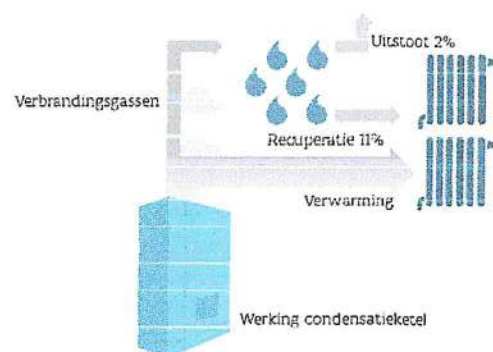 Uitstoot 2%
Verbrandingsgassen
Recuperatie 11%
Verwarming
Werking condensatieketel